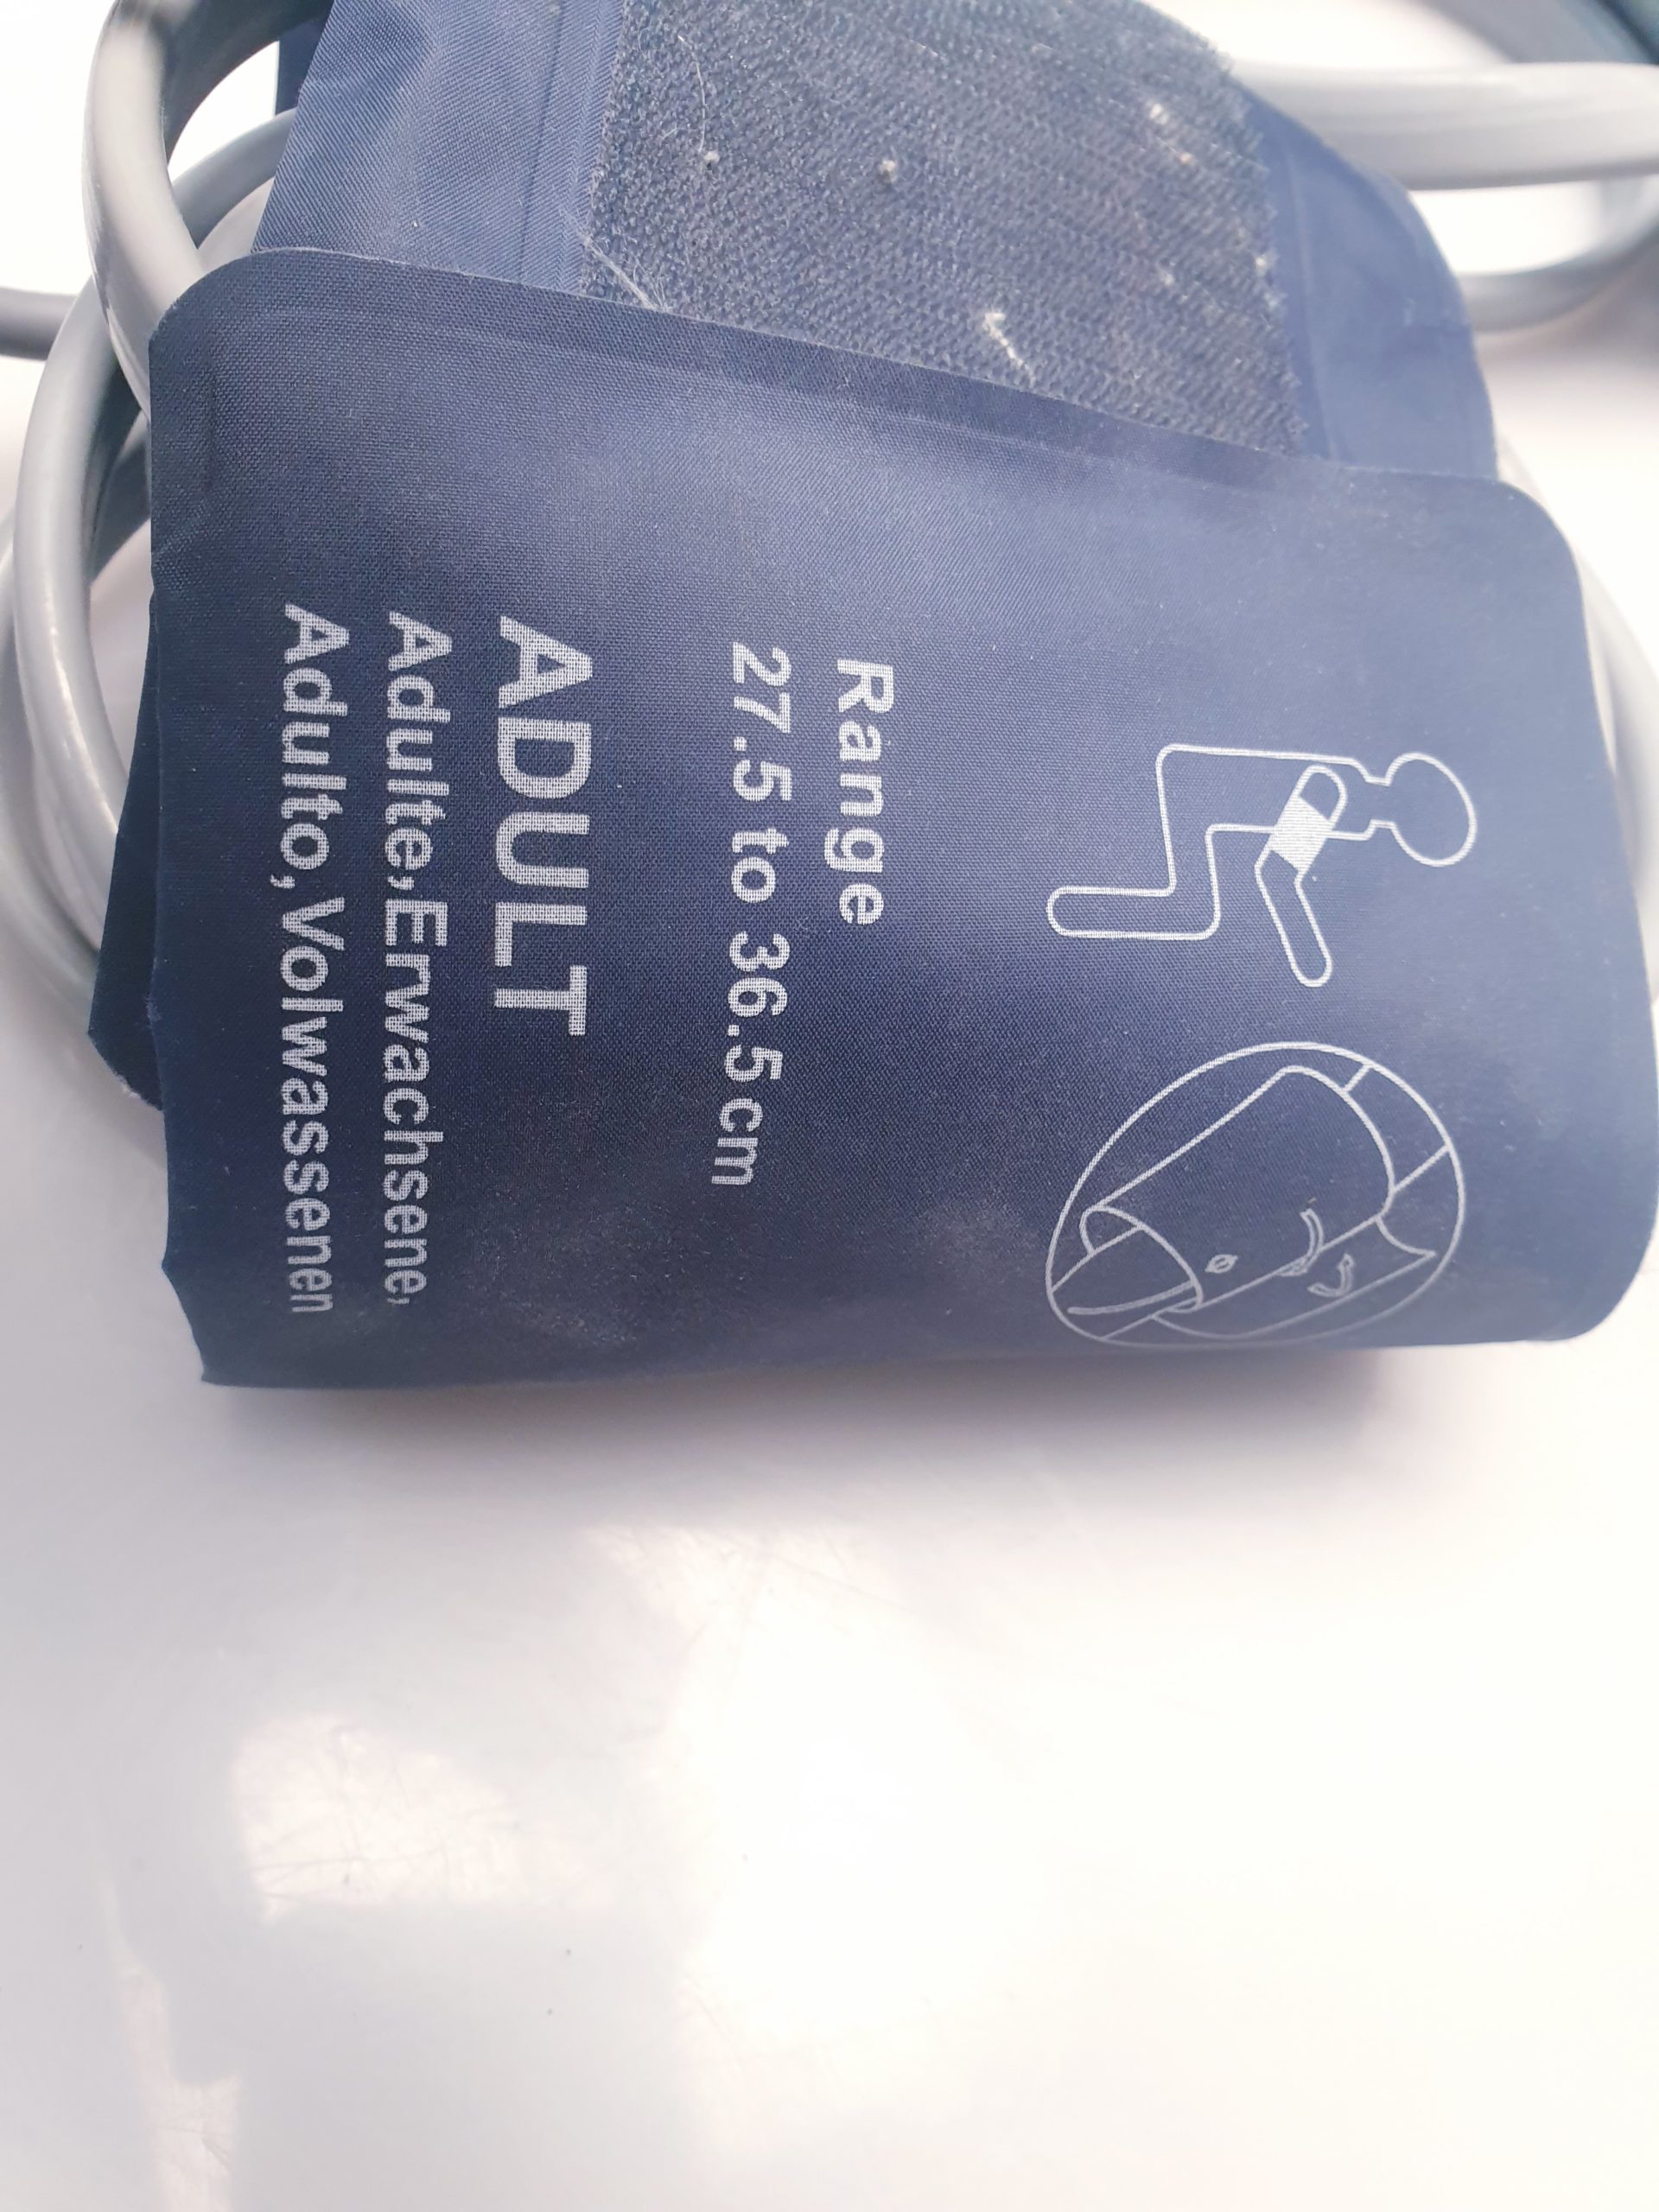 Range
27.5 to 36.5cm
ADULT
Adulte,Erwachsene,
Adulto,Volwassenen